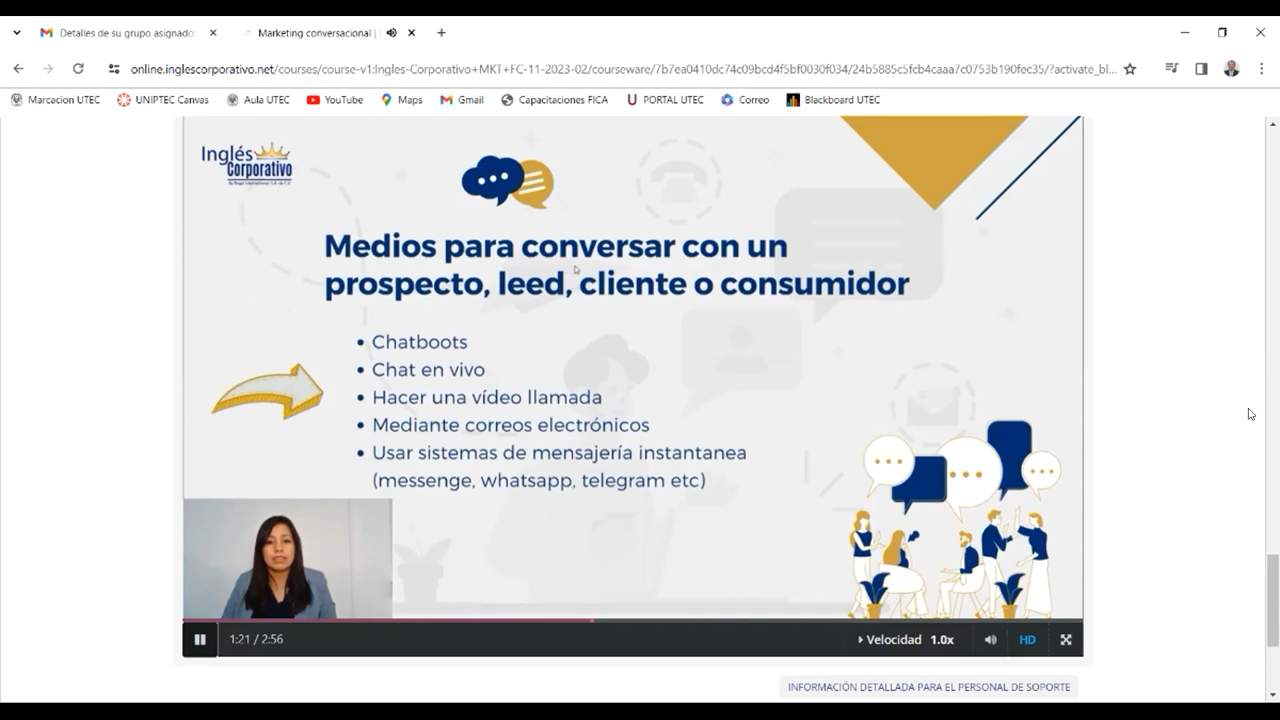 Detalles de su grupo asignado
Marketing conversacional |
online.inglescorporativo.net/courses/course-v1:Ingles-Corporativo+MKT+FC-11-2023-02/courseware/7b7ea0410dc74c09bcd4f5bf0030f034/24b5885c5fcb4caaa7c0753b190fec35/?activate_bl...
Marcacion UTEC
UNIPTEC Canvas
Aula UTEC
YouTube
Maps
Gmail
Capacitaciones FICA
PORTAL UTEC
Correo
Blackboard UTEC
Inglés
Corporativo
Medios para conversar con un
prospecto, leed, cliente o consumidor
• Chatboots
• Chat en vivo
• Hacer una vídeo llamada
• Mediante correos electrónicos
• Usar sistemas de mensajería instantanea
(messenge, whatsapp, telegram etc)
1:21 / 2:56
Velocidad 1.0x
HD
INFORMACIÓN DETALLADA PARA EL PERSONAL DE SOPORTE